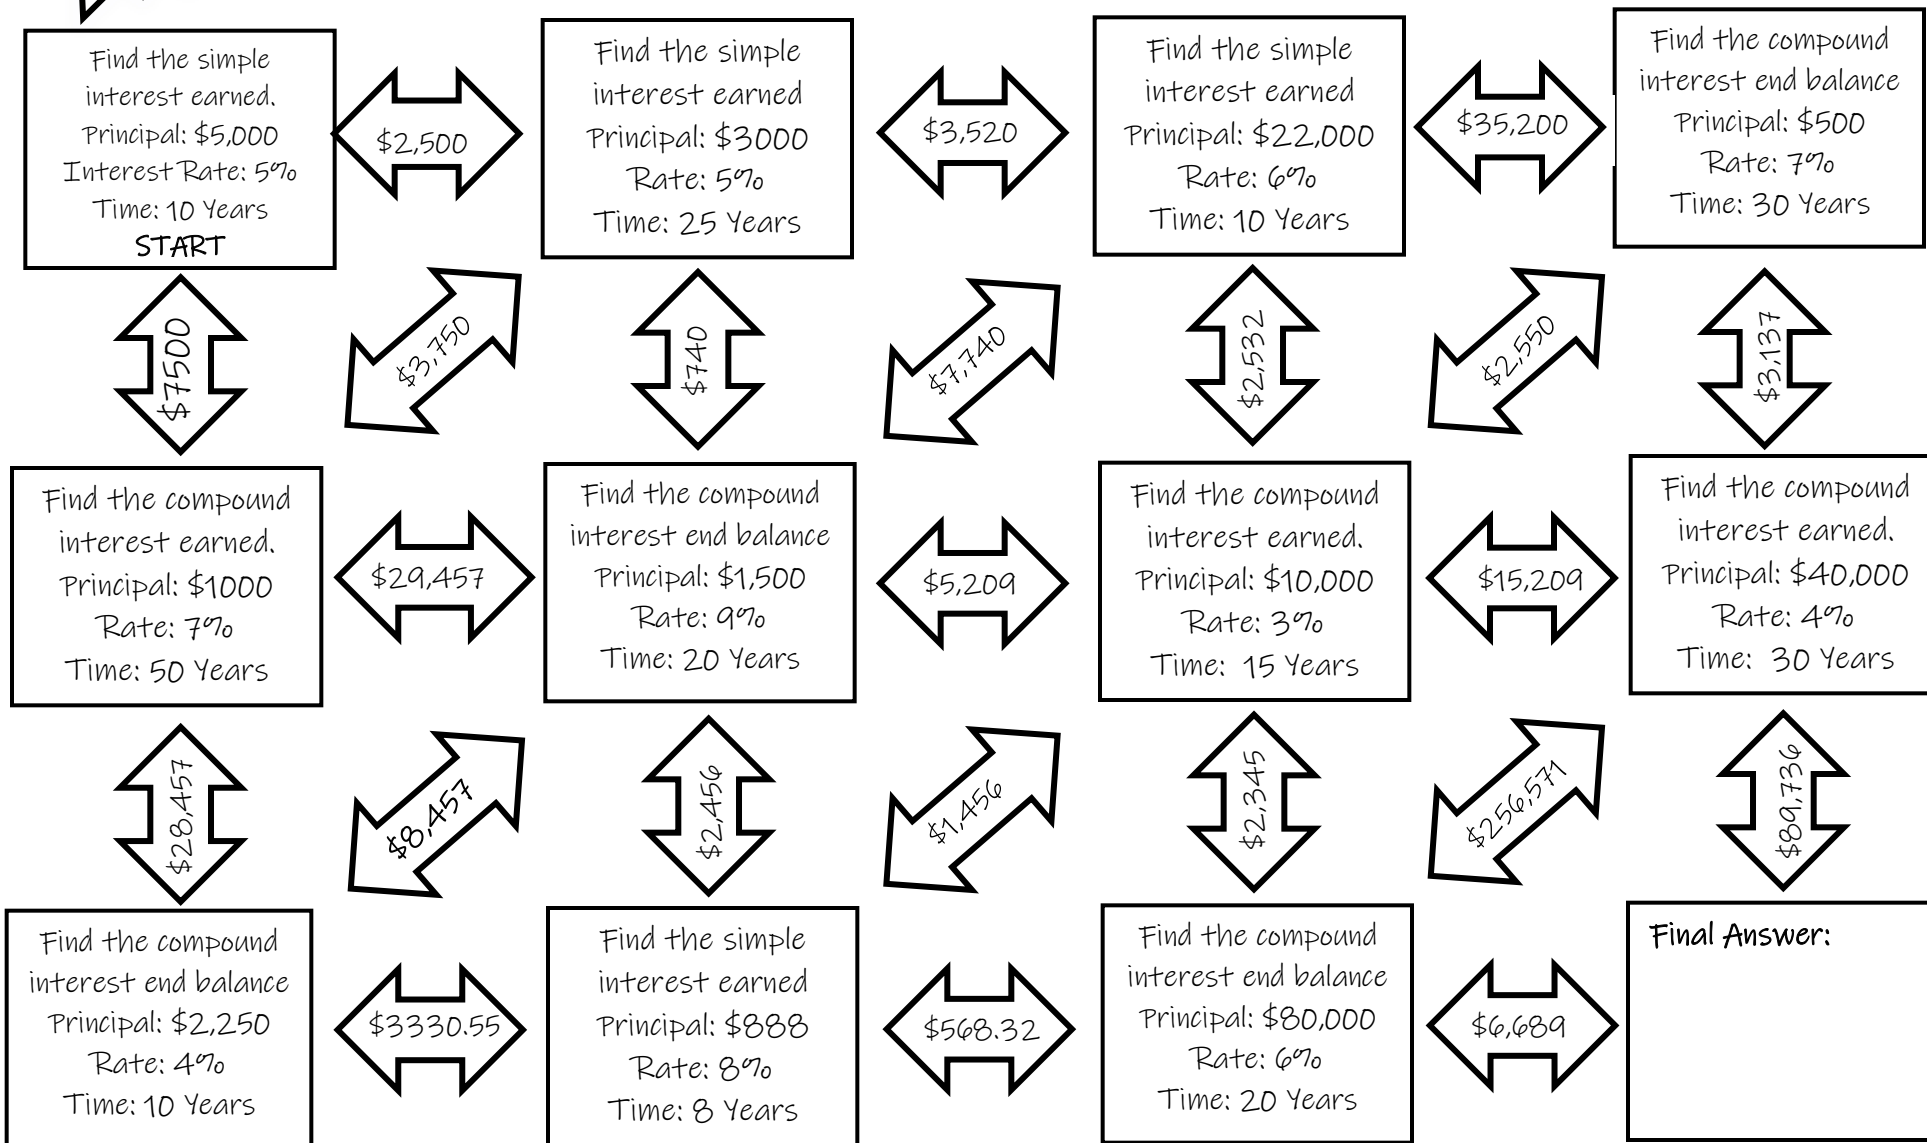 Find the simple
interest earned.
Principal: $5,000
Interest Rate: 5%
Time: 10 Years
START
$2,500
Find the simple
interest earned
Principal: $3000
Rate: 5%
Time: 25 Years
$3,520
Find the simple
interest earned
Principal: $22,000
Rate: 6%
Time: 10 Years
$35,200
Find the compound
interest end balance
Principal: $500
Rate: 7%
Time: 30 Years
$7500
$3,750
$740
$7,740
$2,532
$2,550
$3,137
Find the compound
interest earned.
Principal: $1000
Rate: 7%
Time: 50 Years
$29,457
Find the compound
interest end balance
Principal: $1,500
Rate: 9%
Time: 20 Years
$5,209
Find the compound
interest earned.
Principal: $10,000
Rate: 3%
Time: 15 Years
$15,209
Find the compound
interest earned.
Principal: $40,000
Rate: 4%
Time: 30 Years
$28,457
$8,457
$2,456
$1,456
$2,345
$256,571
$89,736
Find the compound
interest end balance
Principal: $2,250
Rate: 4%
Time: 10 Years
$3330.55
Find the simple
interest earned
Principal: $888
Rate: 8%
Time: 8 Years
$568.32
Find the compound
interest end balance
Principal: $80,000
Rate: 6%
Time: 20 Years
$6,689
Final Answer: